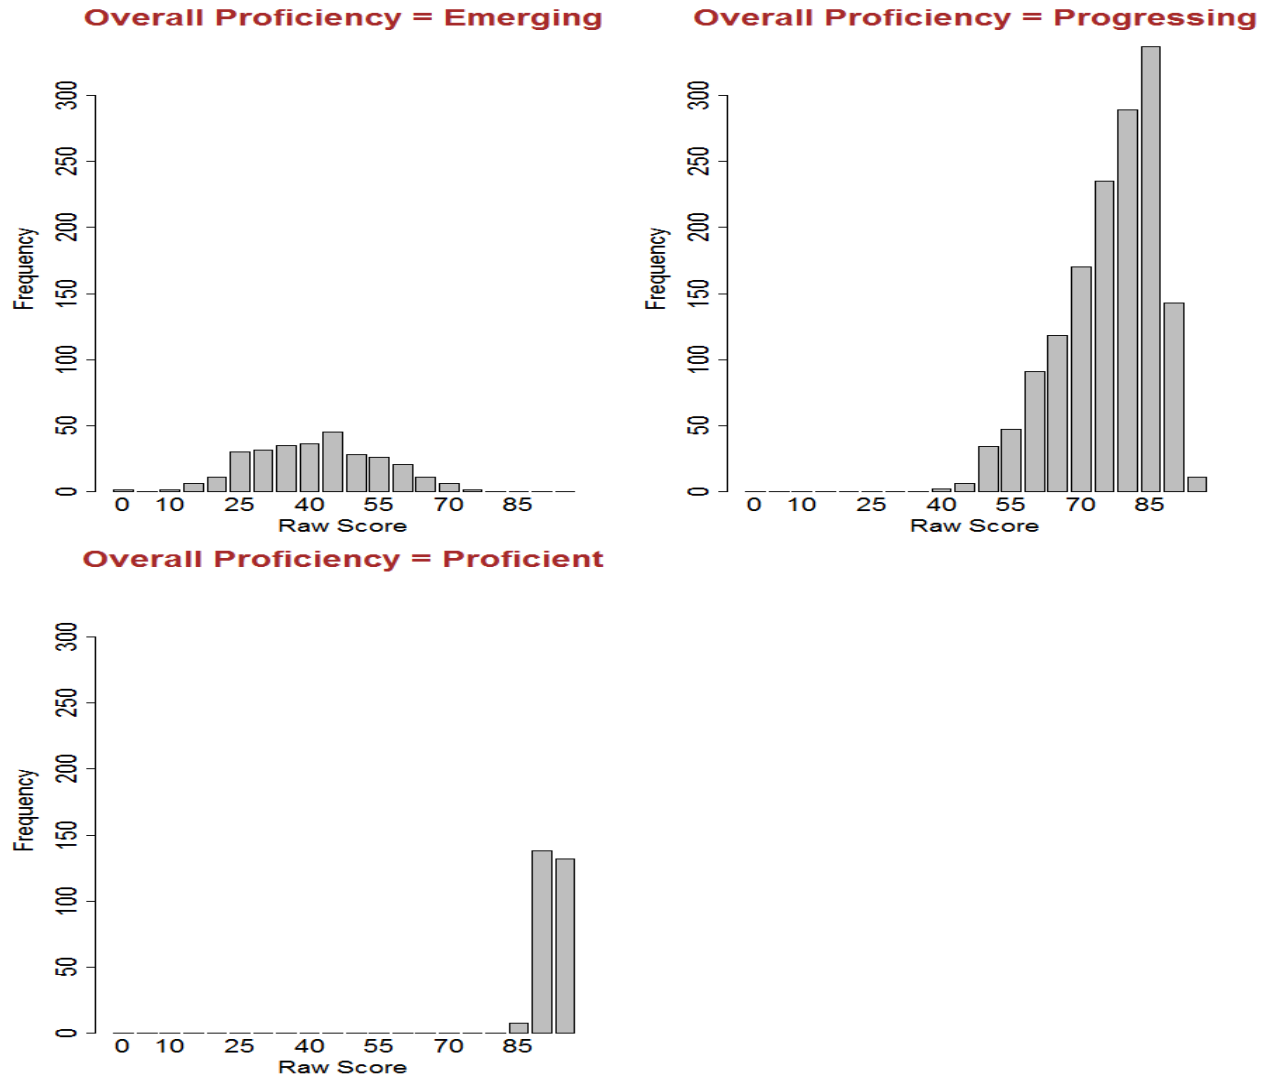 Overall Proficiency = Emerging
Frequency
0 50 100 150 200 250 300
0 10 25 40 55 70 85
Raw Score
Overall Proficiency = Progressing
Frequency
0 50 100 150 200 250 300
0 10 25 40 55 70 85
Raw Score
Overall Proficiency = Proficient
Frequency
0 50 100 150 200 250 300
0 10 25 40 55 70 85
Raw Score